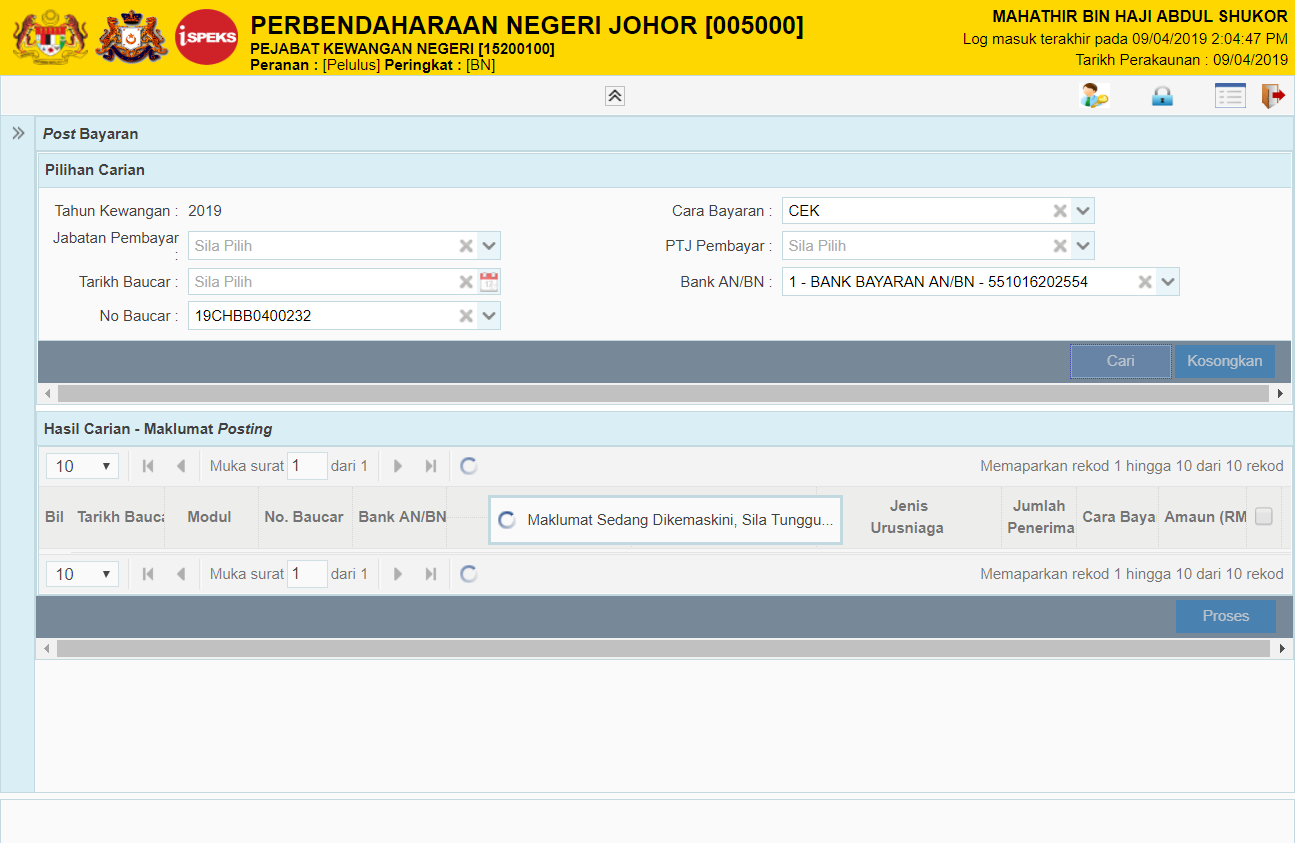 iSPEKS
PERBENDAHARAAN NEGERI JOHOR [005000]
PEJABAT KEWANGAN NEGERI [15200100]
Peranan : [Pelulus] Peringkat : [BN]
MAHATHIR BIN HAJI ABDUL SHUKOR
Log masuk terakhir pada 09/04/2019 2:04:47 PM
Tarikh Perakaunan : 09/04/2019
Post Bayaran
Pilihan Carian
Tahun Kewangan : 2019
Cara Bayaran : CEK
Jabatan Pembayar : Sila Pilih
PTJ Pembayar : Sila Pilih
Tarikh Baucar : Sila Pilih
Bank AN/BN : 1 - BANK BAYARAN AN/BN - 551016202554
No Baucar : 19CHBB0400232
Cari Kosongkan
Hasil Carian - Maklumat Posting
10 Muka surat 1 dari 1 Memaparkan rekod 1 hingga 10 dari 10 rekod
Bil Tarikh Bauca Modul No. Baucar Bank AN/BN Jenis Urusniaga Jumlah Penerima Cara Baya Amaun (RM
Maklumat Sedang Dikemaskini, Sila Tunggu...
10 Muka surat 1 dari 1 Memaparkan rekod 1 hingga 10 dari 10 rekod
Proses